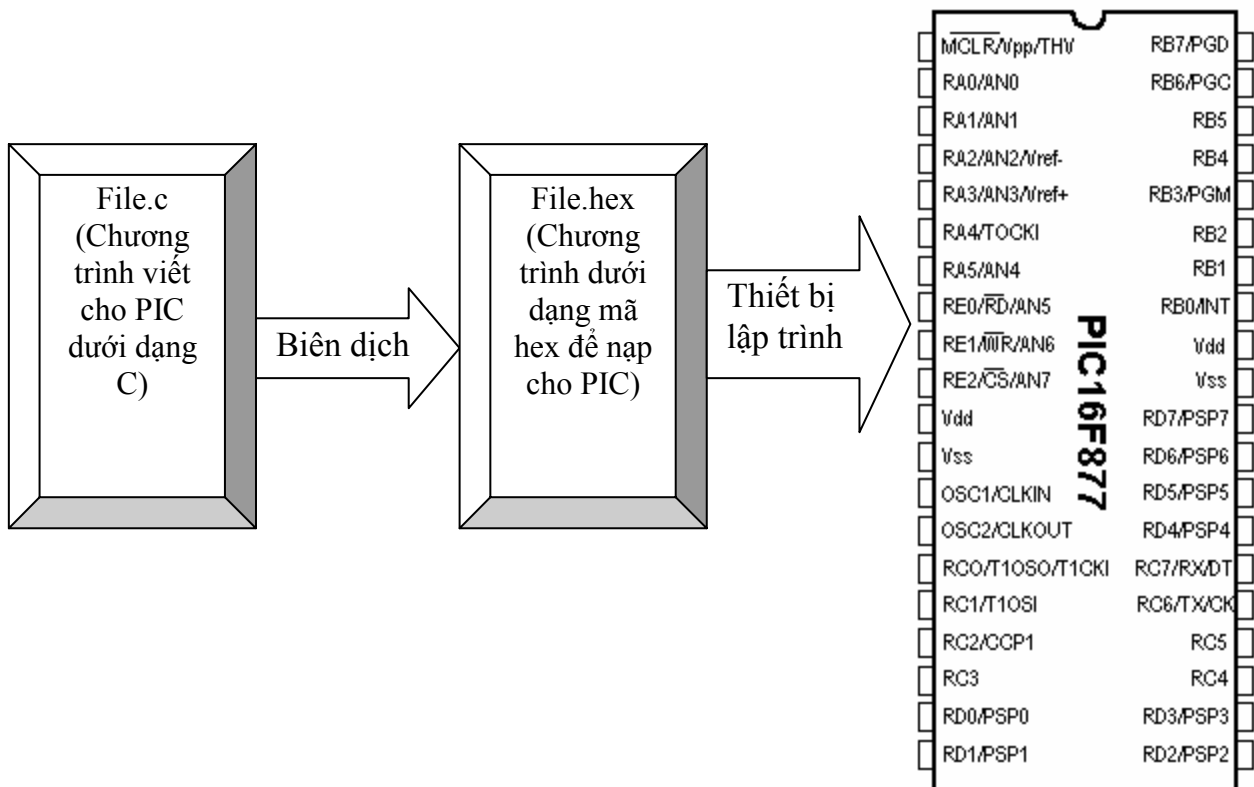 File.c
(Chương
trình viết
cho PIC
dưới dạng
C)
Biên dịch
File.hex
(Chương
trình dưới
dạng mã
hex để nạp
cho PIC)
Thiết bị
lập trình
MCLR/Vpp/THV
RA0/AN0
RA1/AN1
RA2/AN2/Vref-
RA3/AN3/Vref+
RA4/TOCKI
RA5/AN4
RE0/RD/AN5
RE1/WR/AN6
RE2/CS/AN7
Vdd
Vss
OSC1/CLKIN
OSC2/CLKOUT
RCO/T1OSO/T1CKI
RC1/T1OSI
RC2/CCP1
RC3
RD0/PSP0
RD1/PSP1
PIC16F877
RB7/PGD
RB6/PGC
RB5
RB4
RB3/PGM
RB2
RB1
RB0/INT
Vdd
Vss
RD7/PSP7
RD6/PSP6
RD5/PSP5
RD4/PSP4
RC7/RX/DT
RC6/TX/CK
RC5
RC4
RD3/PSP3
RD2/PSP2